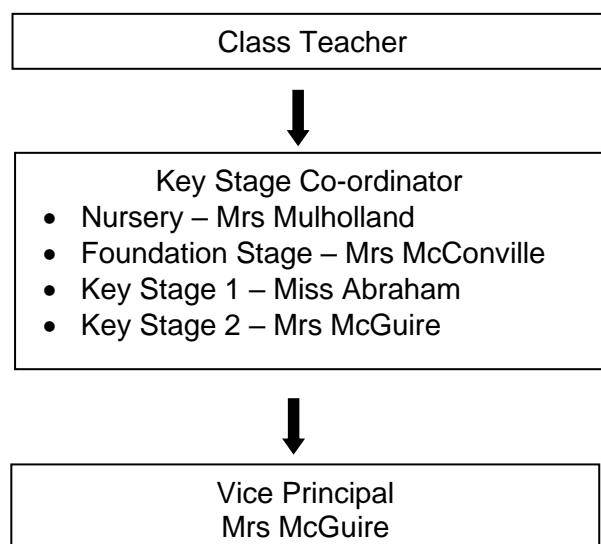 Class Teacher
Key Stage Co-ordinator
• Nursery – Mrs Mulholland
• Foundation Stage – Mrs McConville
• Key Stage 1 – Miss Abraham
• Key Stage 2 – Mrs McGuire
Vice Principal
Mrs McGuire